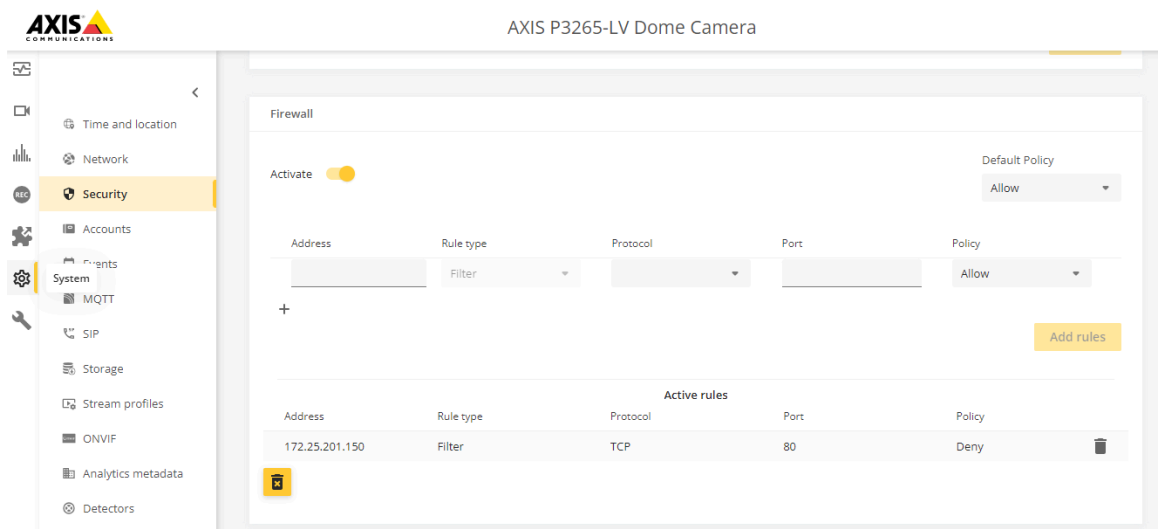 AXIS
COMMUNICATIONS
AXIS P3265-LV Dome Camera
Time and location
Network
Security
Accounts
Events
System
MQTT
SIP
Storage
Stream profiles
ONVIF
Analytics metadata
Detectors
REC
Firewall
Activate
Default Policy
Allow
Address Rule type Protocol Port Policy
Filter Allow
+
Add rules
Active rules
Address Rule type Protocol Port Policy
172.25.201.150 Filter TCP 80 Deny